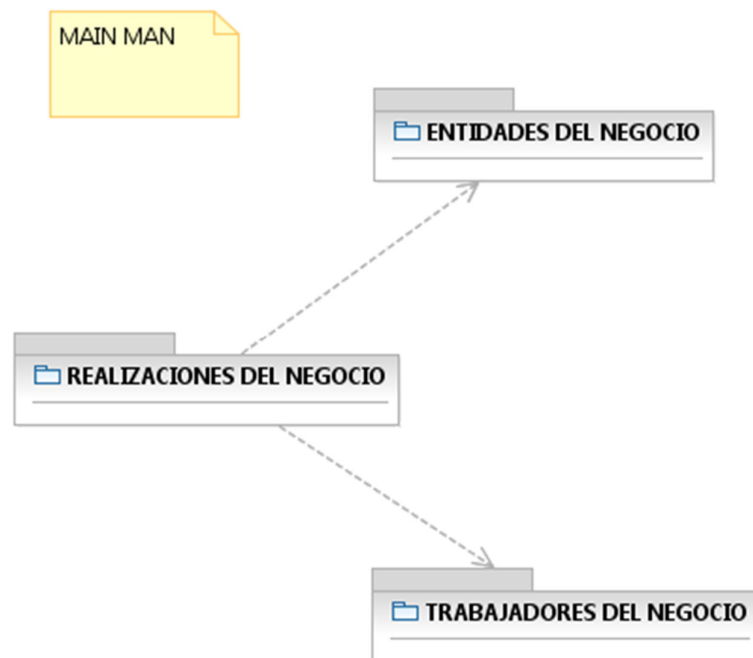 MAIN MAN
ENTIDADES DEL NEGOCIO
REALIZACIONES DEL NEGOCIO
TRABAJADORES DEL NEGOCIO